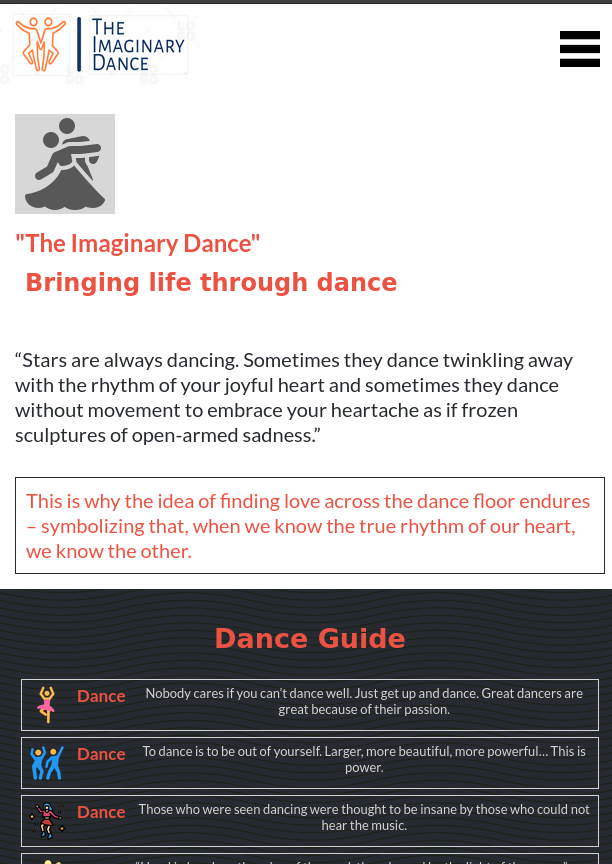 The
Imaginary
Dance
"The Imaginary Dance"
Bringing life through dance
“Stars are always dancing. Sometimes they dance twinkling away
with the rhythm of your joyful heart and sometimes they dance
without movement to embrace your heartache as if frozen
sculptures of open-armed sadness.”
This is why the idea of finding love across the dance floor endures
– symbolizing that, when we know the true rhythm of our heart,
we know the other.
Dance Guide
Dance
Nobody cares if you can't dance well. Just get up and dance. Great dancers are
great because of their passion.
Dance
To dance is to be out of yourself. Larger, more beautiful, more powerful… This is
power.
Dance
Those who were seen dancing were thought to be insane by those who could not
hear the music.